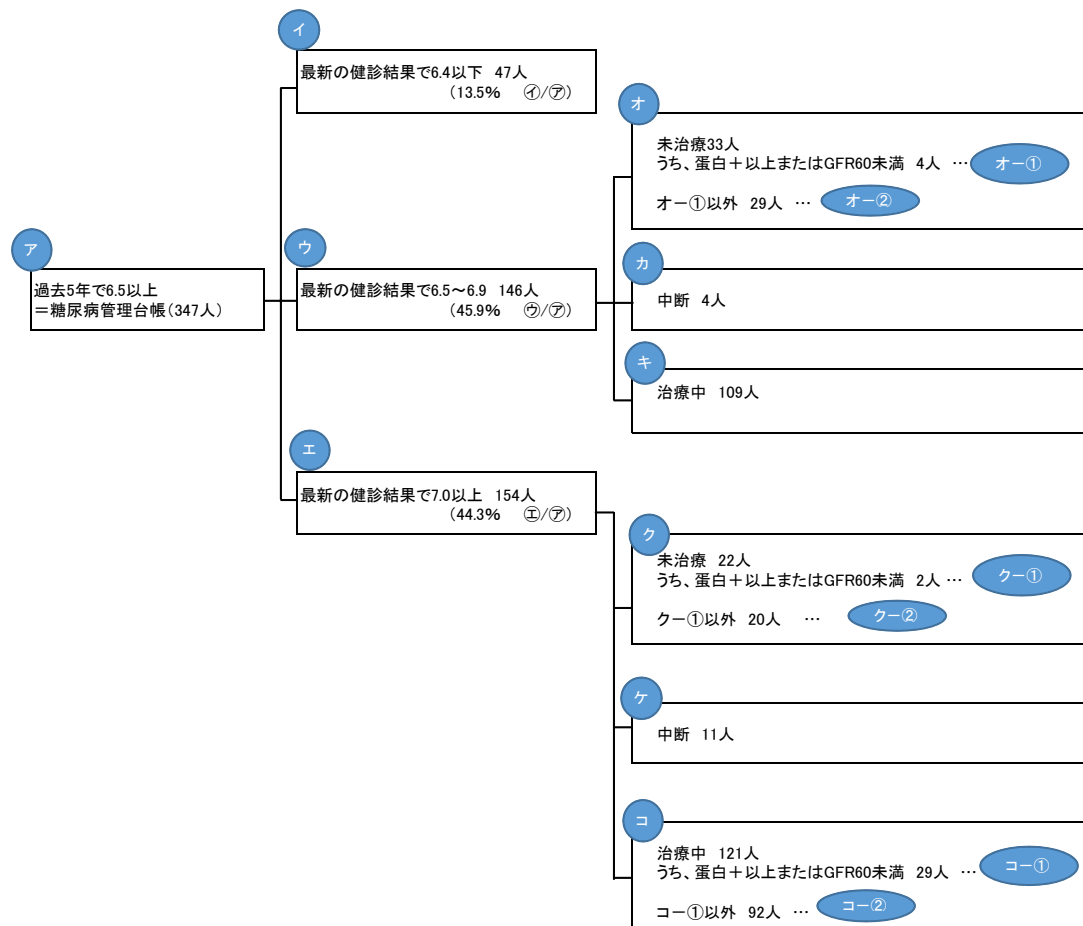 イ
最新の健診結果で6.4以下 47人
(13.5% ㋑/㋐)
オ
未治療33人
うち、蛋白+以上またはGFR60未満 4人 … オー①
オー①以外 29人 … オー②
ア
過去5年で6.5以上
=糖尿病管理台帳(347人)
ウ
最新の健診結果で6.5~6.9 146人
(45.9% ㋒/㋐)
カ
中断 4人
キ
治療中 109人
エ
最新の健診結果で7.0以上 154人
(44.3% ㋓/㋐)
ク
未治療 22人
うち、蛋白+以上またはGFR60未満 2人 … クー①
クー①以外 20人 … クー②
ケ
中断 11人
コ
治療中 121人
うち、蛋白+以上またはGFR60未満 29人 … コー①
コー①以外 92人 … コー②